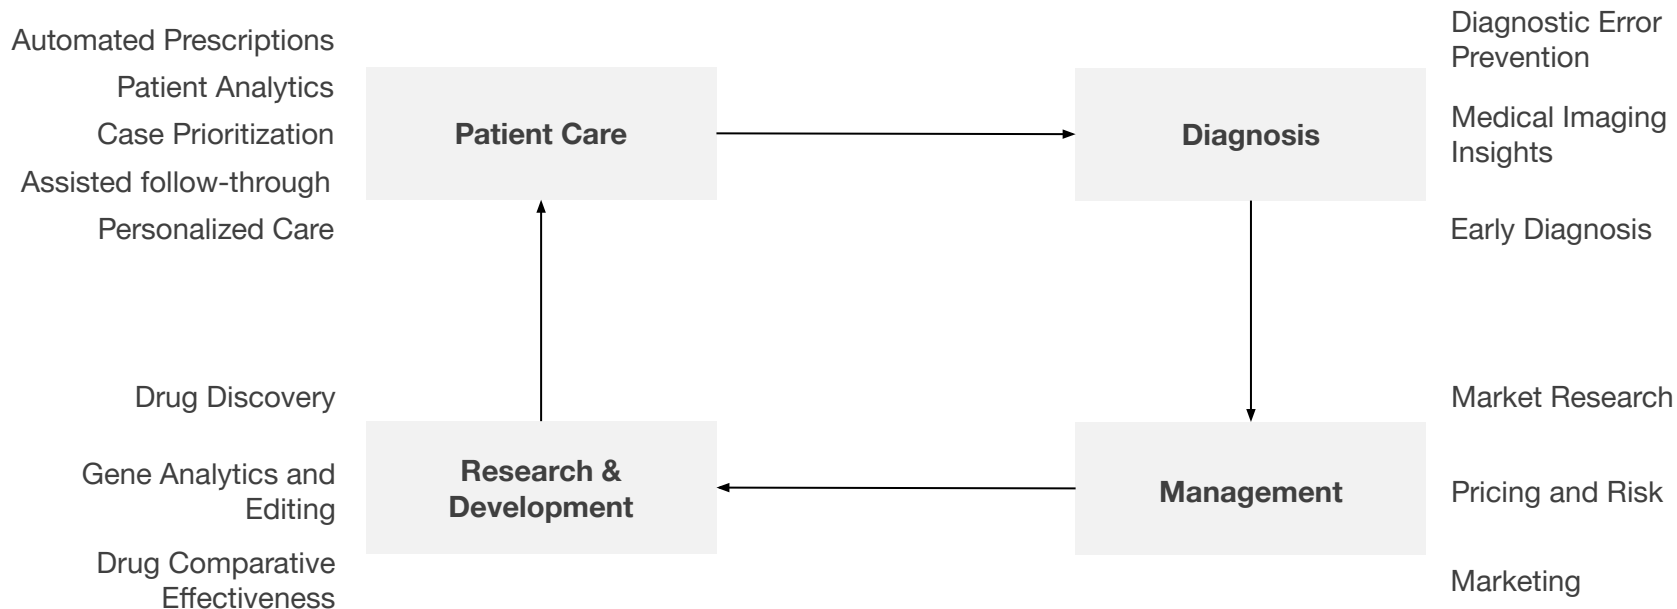 Automated Prescriptions
Patient Analytics
Case Prioritization
Assisted follow-through
Personalized Care
Patient Care
Diagnosis
Diagnostic Error
Prevention
Medical Imaging
Insights
Early Diagnosis
Drug Discovery
Gene Analytics and
Editing
Drug Comparative
Effectiveness
Research &
Development
Management
Market Research
Pricing and Risk
Marketing